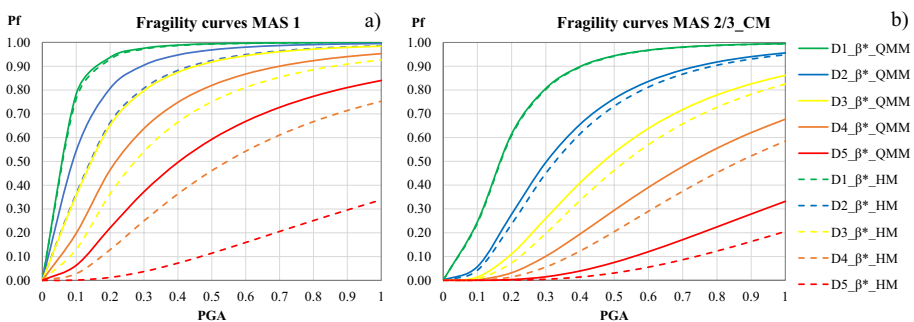 Pf
Fragility curves MAS 1
a)
1.00
0.90
0.80
0.70
0.60
0.50
0.40
0.30
0.20
0.10
0.00
0 0.1 0.2 0.3 0.4 0.5 0.6 0.7 0.8 0.9 1
PGA
Pf
Fragility curves MAS 2/3_CM
b)
1.00
0.90
0.80
0.70
0.60
0.50
0.40
0.30
0.20
0.10
0.00
0 0.1 0.2 0.3 0.4 0.5 0.6 0.7 0.8 0.9 1
PGA
D1_β*_QMM
D2_β*_QMM
D3_β*_QMM
D4_β*_QMM
D5_β*_QMM
D1_β*_HM
D2_β*_HM
D3_β*_HM
D4_β*_HM
D5_β*_HM